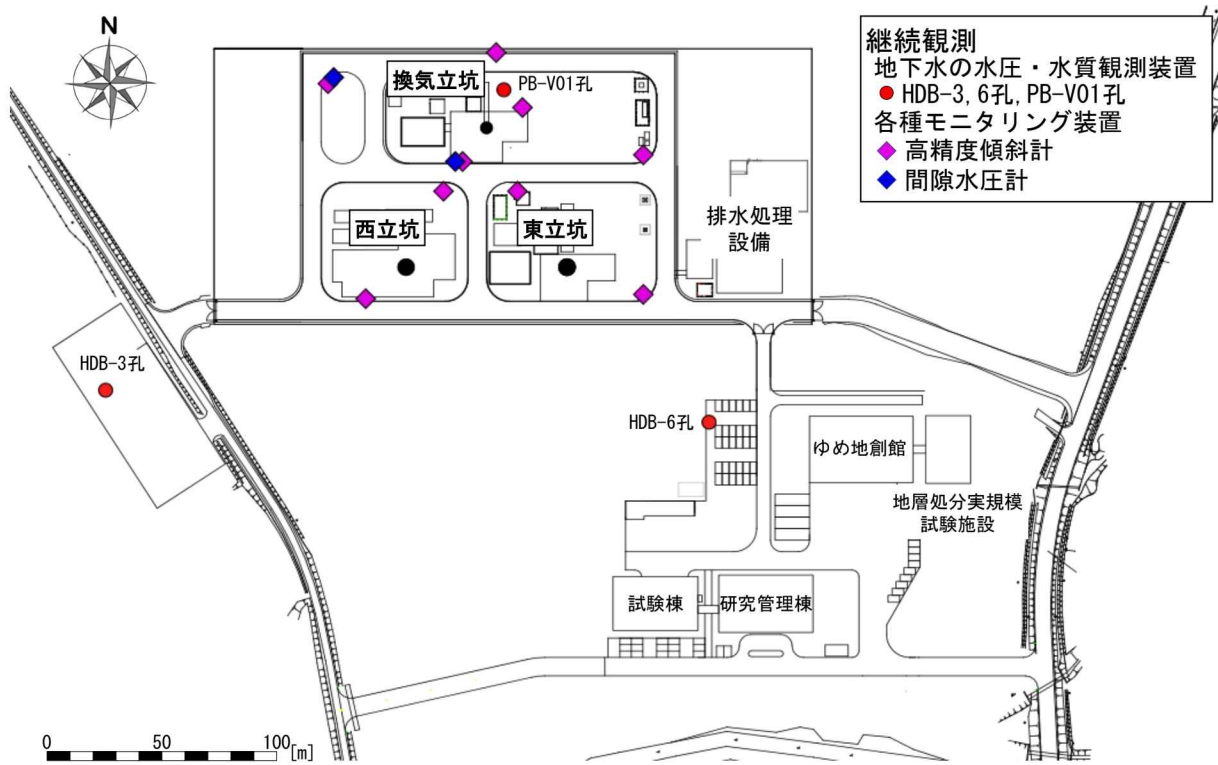 N
継続観測
地下水の水圧・水質観測装置
HDB-3, 6孔, PB-V01孔
各種モニタリング装置
高精度傾斜計
間隙水圧計
換気立坑
PB-V01孔
西立坑
東立坑
排水処理
設備
HDB-3孔
HDB-6孔
ゆめ地創館
地層処分実規模
試験施設
試験棟
研究管理棟
0 50 100[m]